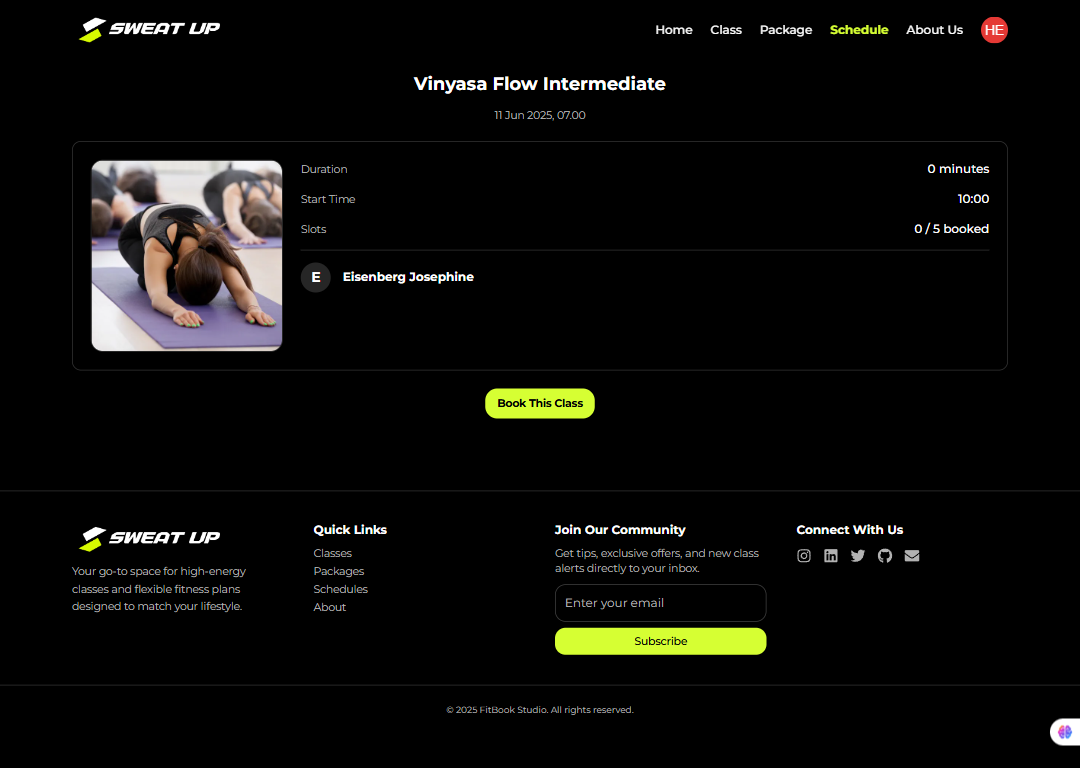 SWEAT UP
Home Class Package Schedule About Us HE
Vinyasa Flow Intermediate
11 Jun 2025, 07.00
Duration 0 minutes
Start Time 10:00
Slots 0 / 5 booked
E Eisenberg Josephine
Book This Class
SWEAT UP
Your go-to space for high-energy
classes and flexible fitness plans
designed to match your lifestyle.
Quick Links
Classes
Packages
Schedules
About
Join Our Community
Get tips, exclusive offers, and new class
alerts directly to your inbox.
Enter your email
Subscribe
Connect With Us
© 2025 FitBook Studio. All rights reserved.